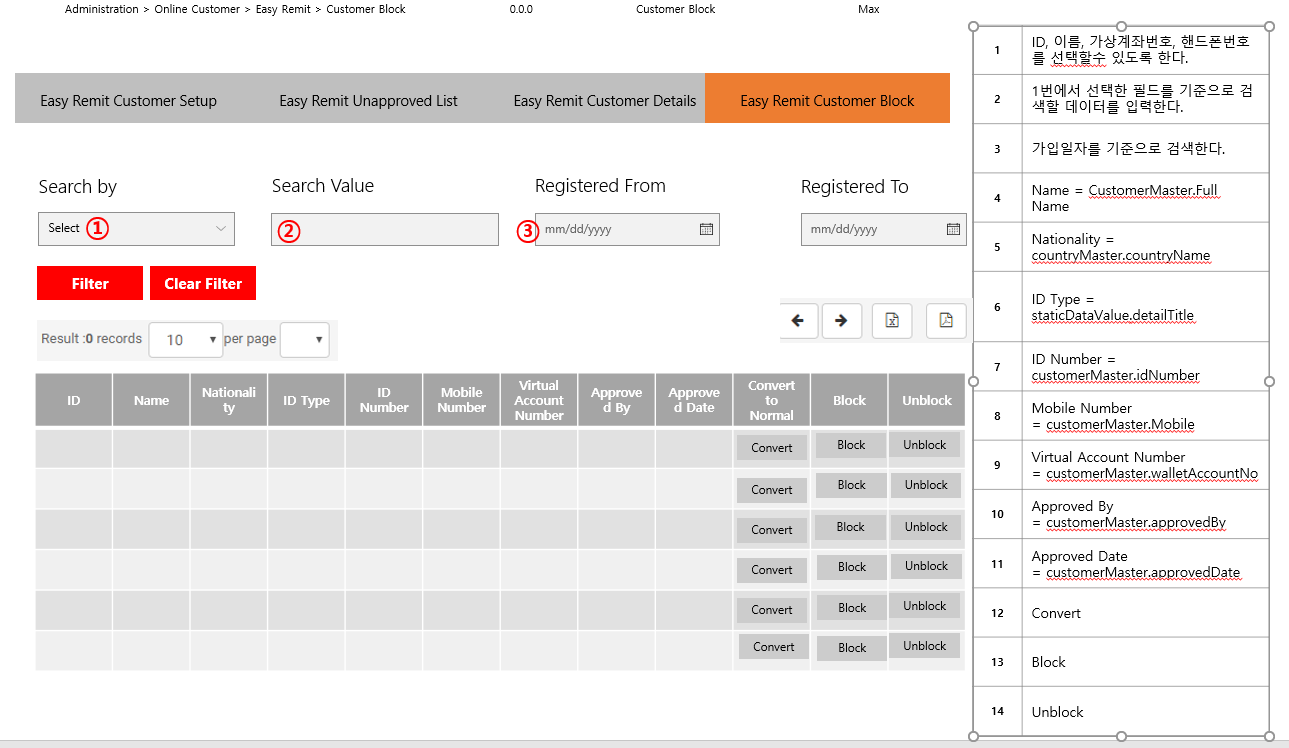 Administration > Online Customer > Easy Remit > Customer Block
0.0.0
Customer Block
Max
Easy Remit Customer Setup
Easy Remit Unapproved List
Easy Remit Customer Details
Easy Remit Customer Block
Search by
Search Value
Registered From
Registered To
Select ①
②
③ mm/dd/yyyy
mm/dd/yyyy
Filter
Clear Filter
Result :0 records
10
per page
ID
Name
Nationali
ty
ID Type
ID
Number
Mobile
Number
Virtual
Account
Number
Approve
d By
Approve
d Date
Convert
to
Normal
Block
Unblock
Convert
Block
Unblock
Convert
Block
Unblock
Convert
Block
Unblock
Convert
Block
Unblock
Convert
Block
Unblock
Convert
Block
Unblock
1
ID, 이름, 가상계좌번호, 핸드폰번호
를 선택할수 있도록 한다.
2
1번에서 선택한 필드를 기준으로 검
색할 데이터를 입력한다.
3
가입일자를 기준으로 검색한다.
4
Name = CustomerMaster.Full
Name
5
Nationality =
countryMaster.countryName
6
ID Type =
staticDataValue.detailTitle
7
ID Number =
customerMaster.idNumber
8
Mobile Number
= customerMaster.Mobile
9
Virtual Account Number
= customerMaster.walletAccountNo
10
Approved By
= customerMaster.approvedBy
11
Approved Date
= customerMaster.approvedDate
12
Convert
13
Block
14
Unblock